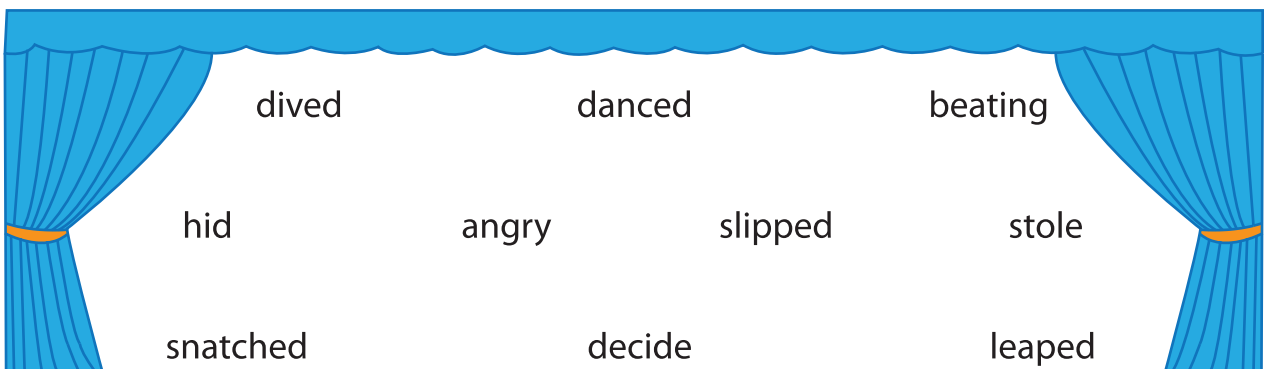 dived danced beating
hid angry slipped stole
snatched decide leaped